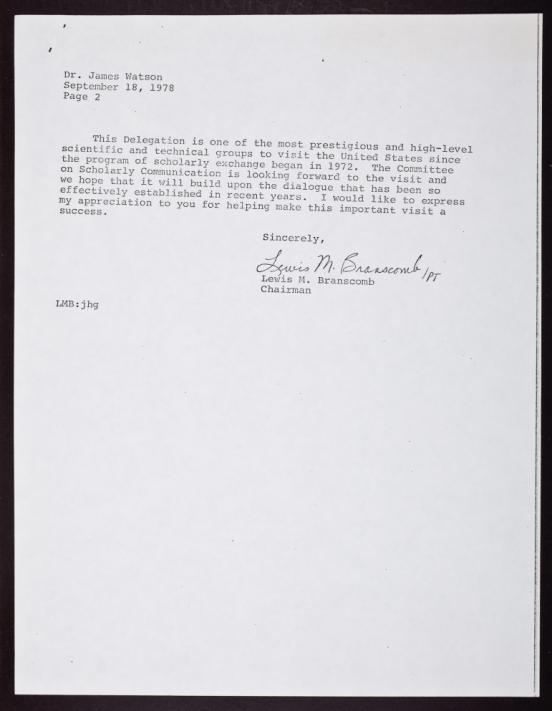 Dr. James Watson
September 18, 1978
Page 2
This Delegation is one of the most prestigious and high-level
scientific and technical groups to visit the United States since
the program of scholarly exchange began in 1972. The Committee
on Scholarly Communication is looking forward to the visit and
we hope that it will build upon the dialogue that has been so
effectively established in recent years. I would like to express
my appreciation to you for helping make this important visit a
success.
Sincerely,
Lewis M. Branscomb /PT
Lewis M. Branscomb
Chairman
LMB:jhg